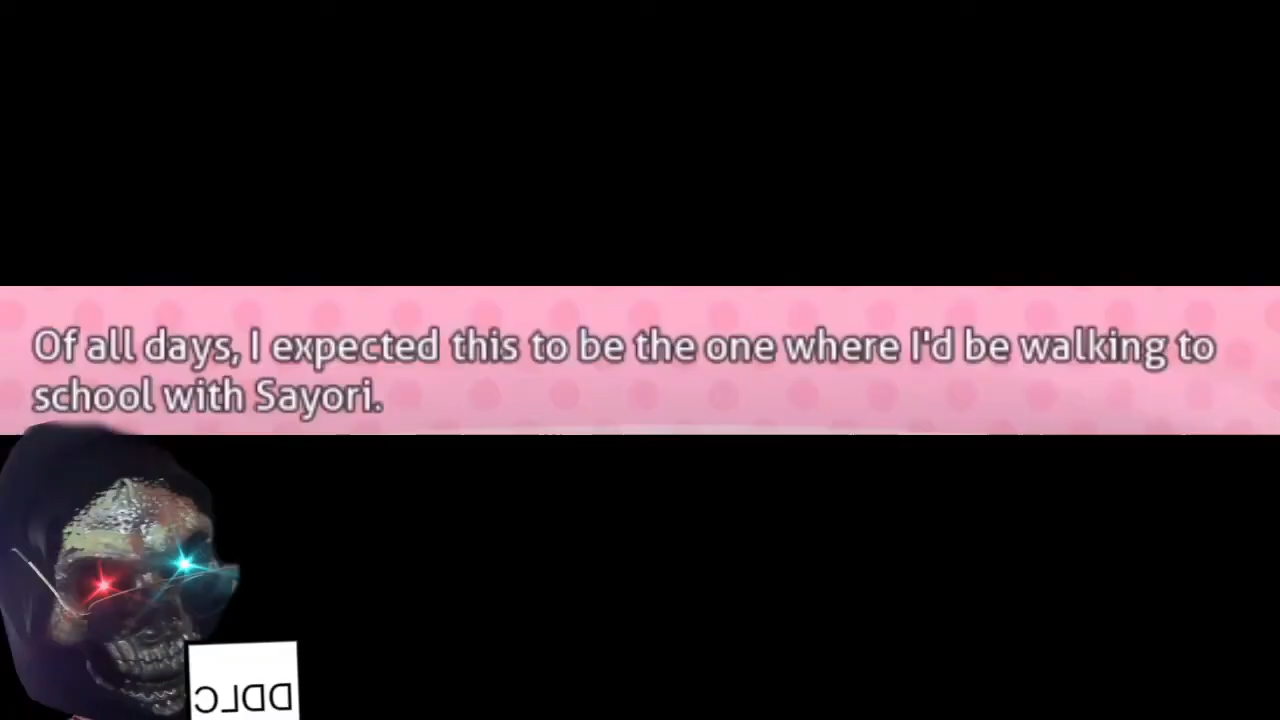 Of all days, I expected this to be the one where I'd be walking to
school with Sayori.
DDLC